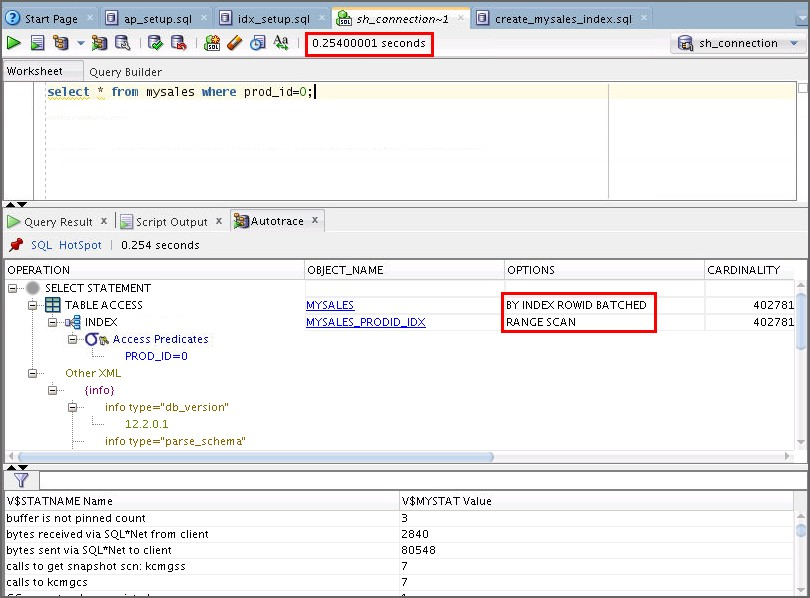 Start Page ap_setup.sql idx_setup.sql sh_connection~1 create_mysales_index.sql
0.25400001 seconds sh_connection
Worksheet Query Builder
select * from mysales where prod_id=0;
Query Result Script Output Autotrace
SQL HotSpot 0.254 seconds
OPERATION OBJECT_NAME OPTIONS CARDINALITY
SELECT STATEMENT
TABLE ACCESS MYSALES BY INDEX ROWID BATCHED 402781
INDEX MYSALES_PRODID_IDX RANGE SCAN 402781
Access Predicates
PROD_ID=0
Other XML
{info}
info type="db_version"
12.2.0.1
info type="parse_schema"
V$STATNAME Name V$MYSTAT Value
buffer is not pinned count 3
bytes received via SQL*Net from client 2840
bytes sent via SQL*Net to client 80548
calls to get snapshot scn: kcmgss 7
calls to kcmgcs 7